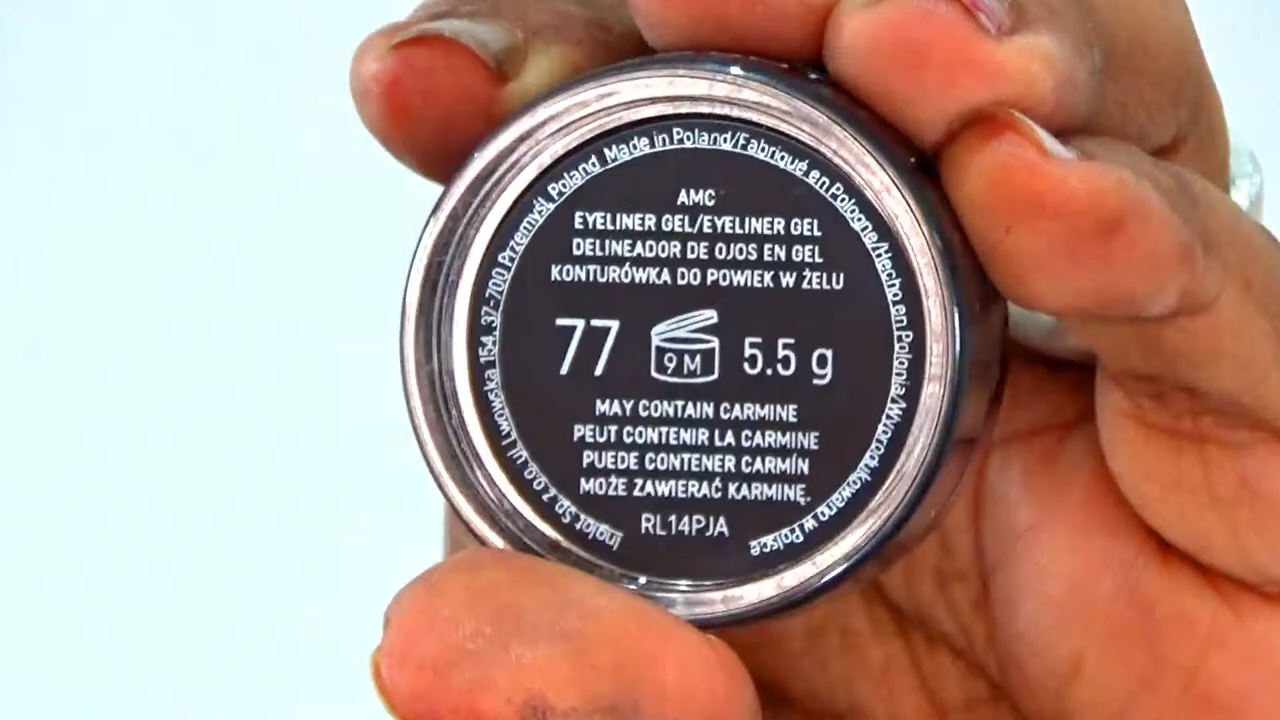 Inglot Sp. z o.o. ul. Lwowska 154, 37-700 Przemyśl, Poland Made in Poland/Fabriqué en Pologne/Hecho en Polonia/Wyprodukowano w Polsce
AMC
EYELINER GEL/EYELINER GEL
DELINEADOR DE OJOS EN GEL
KONTURÓWKA DO POWIEK W ŻELU
77 9M 5.5 g
MAY CONTAIN CARMINE
PEUT CONTENIR LA CARMINE
PUEDE CONTENER CARMÍN
MOŻE ZAWIERAĆ KARMINĘ.
RL14PJA